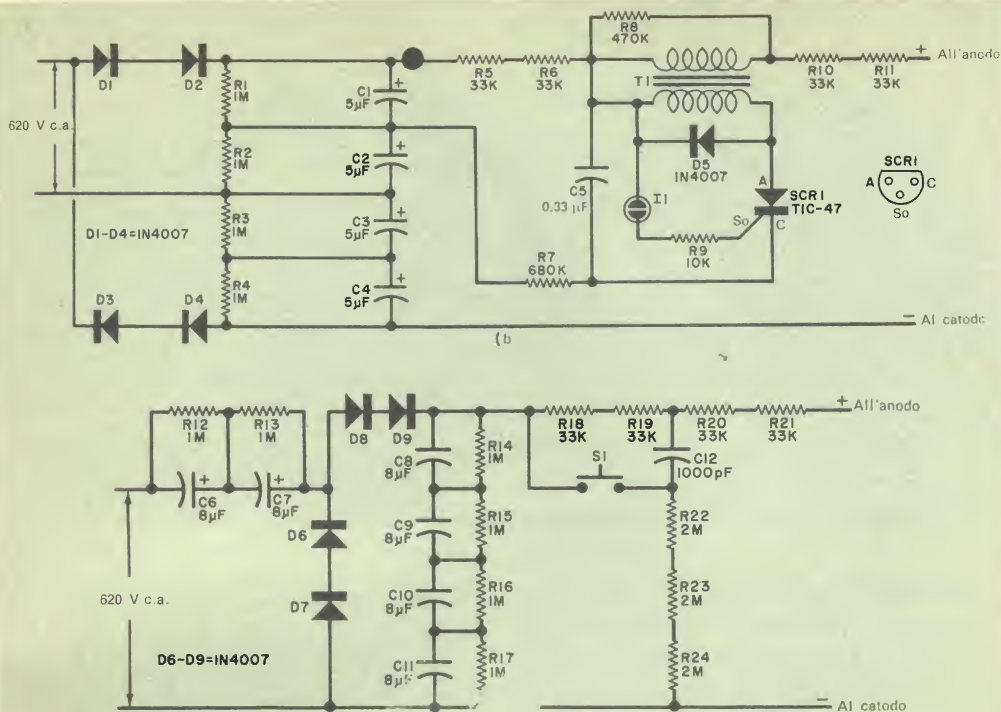 R8
470K
D1
D2
R1
1M
C1
5µF
+
R5
33K
R6
33K
T1
R10
33K
R11
33K
+
All'anodo
620 V c.a.
R2
1M
C2
5µF
+
C5
0,33 µF
D5
1N4007
I1
A
SCR1
TIC-47
So
C
SCR1
A
C
So
R3
1M
C3
5µF
+
R9
10K
D1-D4=1N4007
R7
680K
R4
1M
C4
5µF
+
D3
D4
(b
−
Al catodo
R12
1M
R13
1M
D8
D9
+
All'anodo
R18
33K
R19
33K
R20
33K
R21
33K
C6
8µF
+
C7
8µF
+
C8
8µF
R14
1M
S1
C12
1000pF
D6
C9
8µF
R15
1M
R22
2M
620 V c.a.
D7
C10
8µF
R16
1M
R23
2M
D6-D9=1N4007
C11
8µF
R17
1M
R24
2M
−
Al catodo